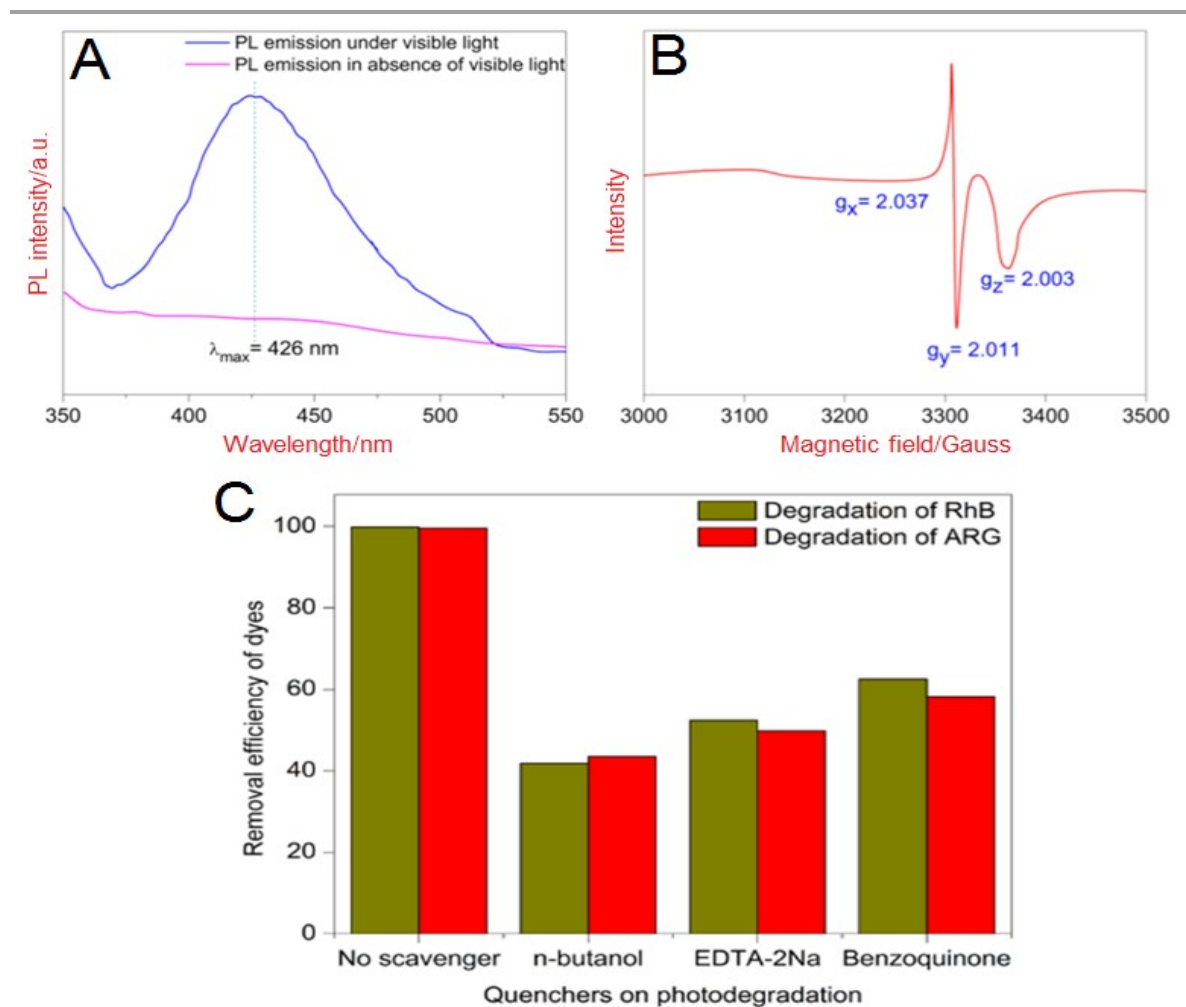 A
PL emission under visible light
PL emission in absence of visible light
PL intensity/a.u.
λmax= 426 nm
350 400 450 500 550
Wavelength/nm
B
Intensity
gx= 2.037
gz= 2.003
gy= 2.011
3000 3100 3200 3300 3400 3500
Magnetic field/Gauss
C
Degradation of RhB
Degradation of ARG
Removal efficiency of dyes
100
80
60
40
20
0
No scavenger n-butanol EDTA-2Na Benzoquinone
Quenchers on photodegradation